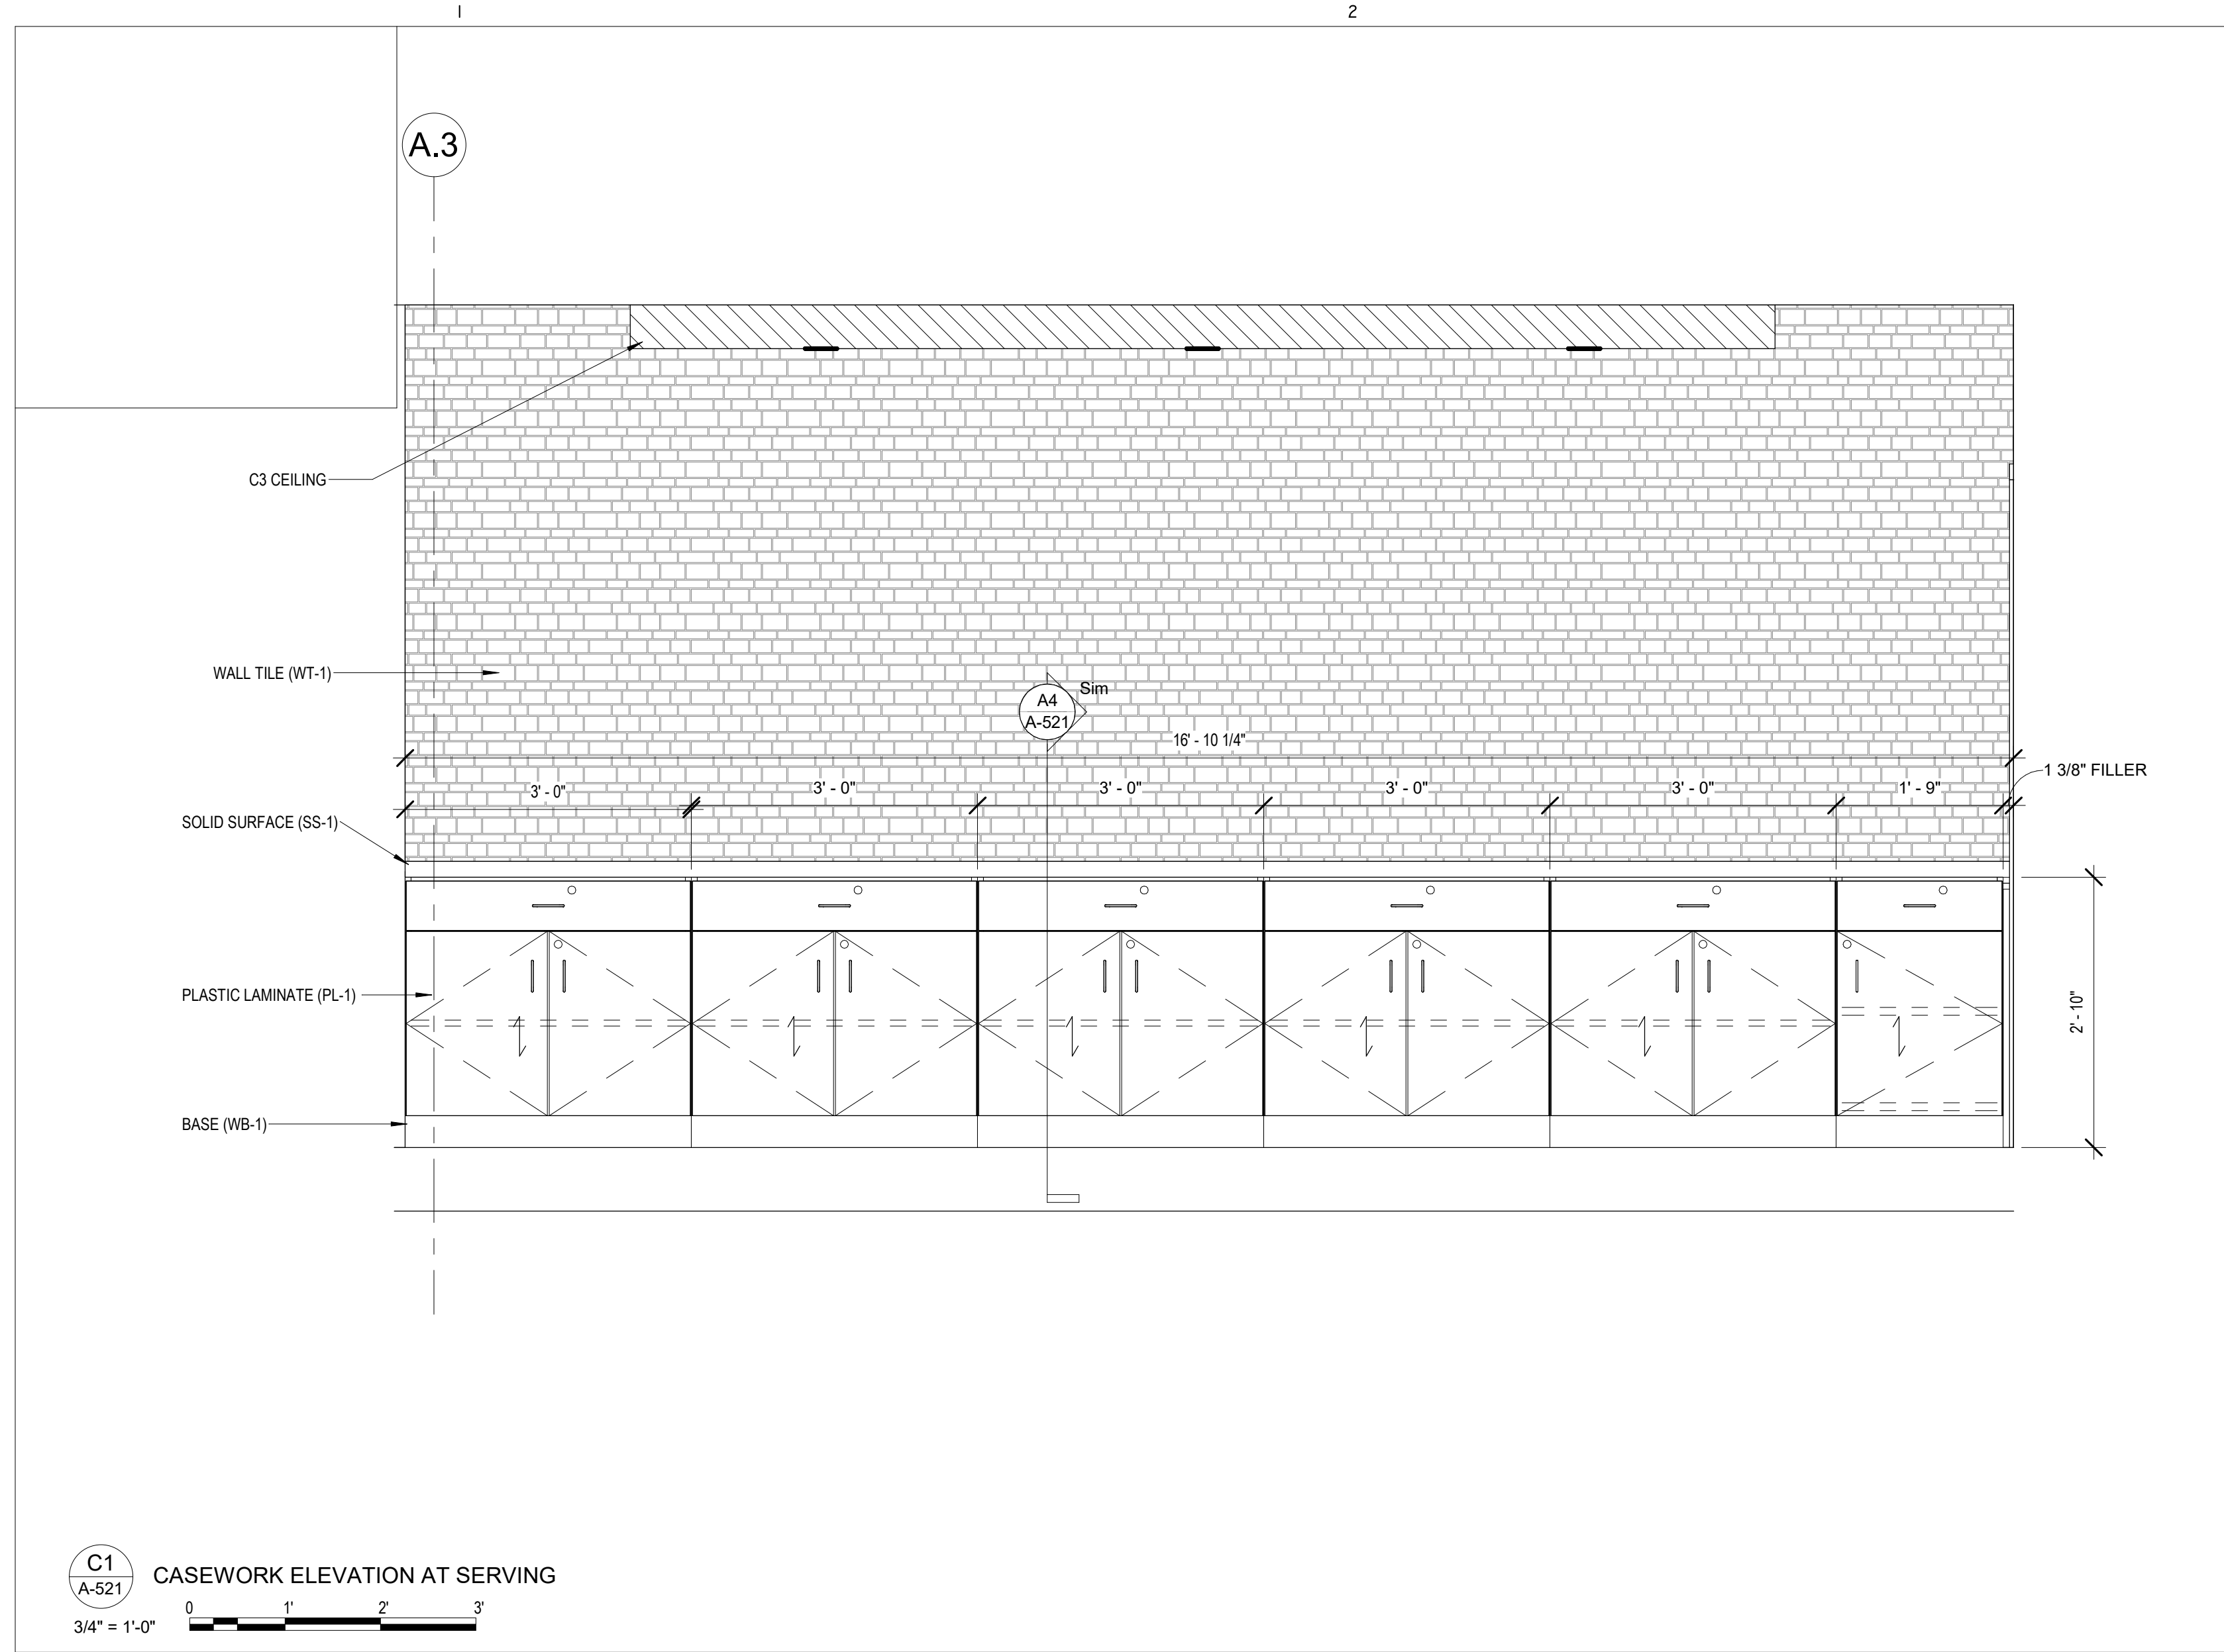 1
2
A.3
C3 CEILING
WALL TILE (WT-1)
A4
A-521
Sim
16' - 10 1/4"
3' - 0"
3' - 0"
3' - 0"
3' - 0"
3' - 0"
1' - 9"
1 3/8" FILLER
SOLID SURFACE (SS-1)
PLASTIC LAMINATE (PL-1)
2' - 10"
BASE (WB-1)
C1
A-521
CASEWORK ELEVATION AT SERVING
0 1' 2' 3'
3/4" = 1'-0"